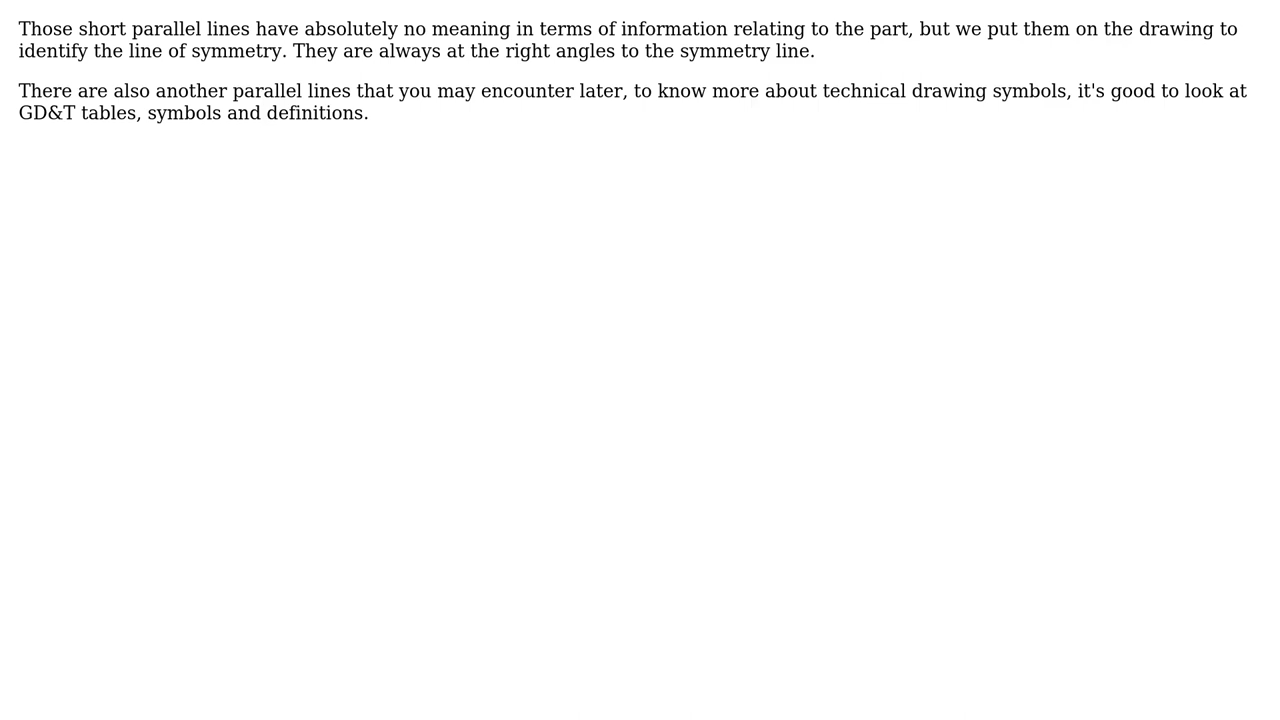 Those short parallel lines have absolutely no meaning in terms of information relating to the part, but we put them on the drawing to
identify the line of symmetry. They are always at the right angles to the symmetry line.
There are also another parallel lines that you may encounter later, to know more about technical drawing symbols, it's good to look at
GD&T tables, symbols and definitions.